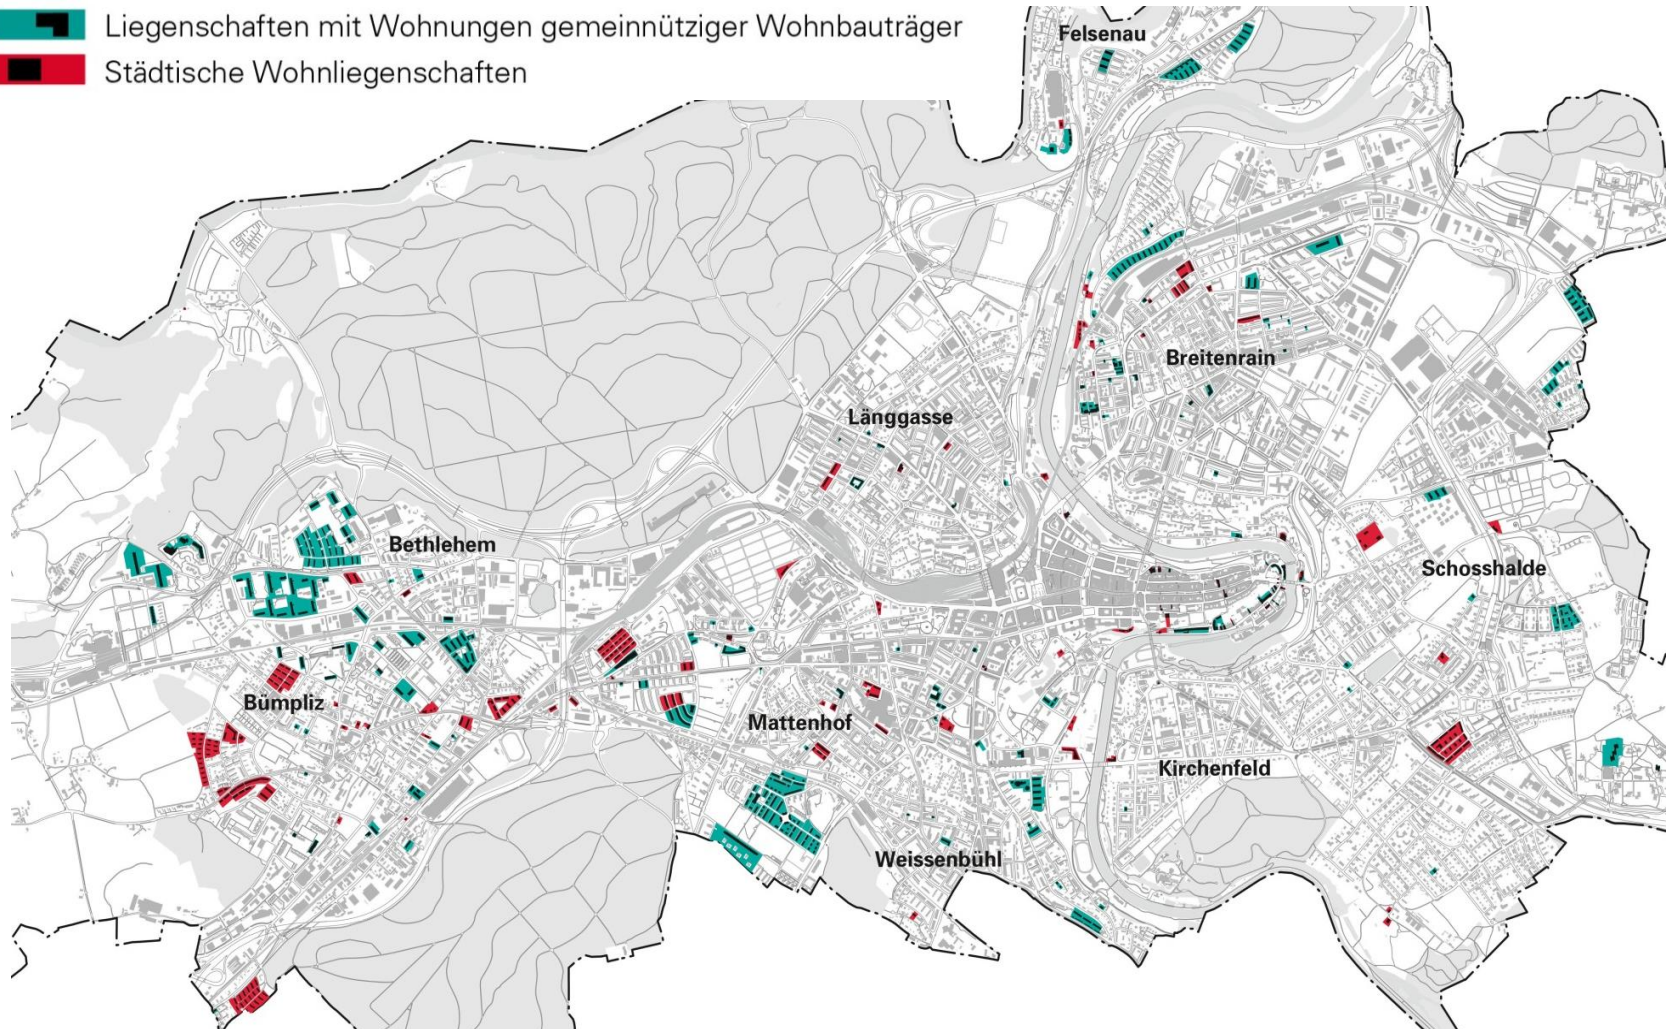 Liegenschaften mit Wohnungen gemeinnütziger Wohnbauträger
Städtische Wohnliegenschaften
Felsenau
Breitenrain
Länggasse
Bethlehem
Schosshalde
Bümpliz
Mattenhof
Kirchenfeld
Weissenbühl